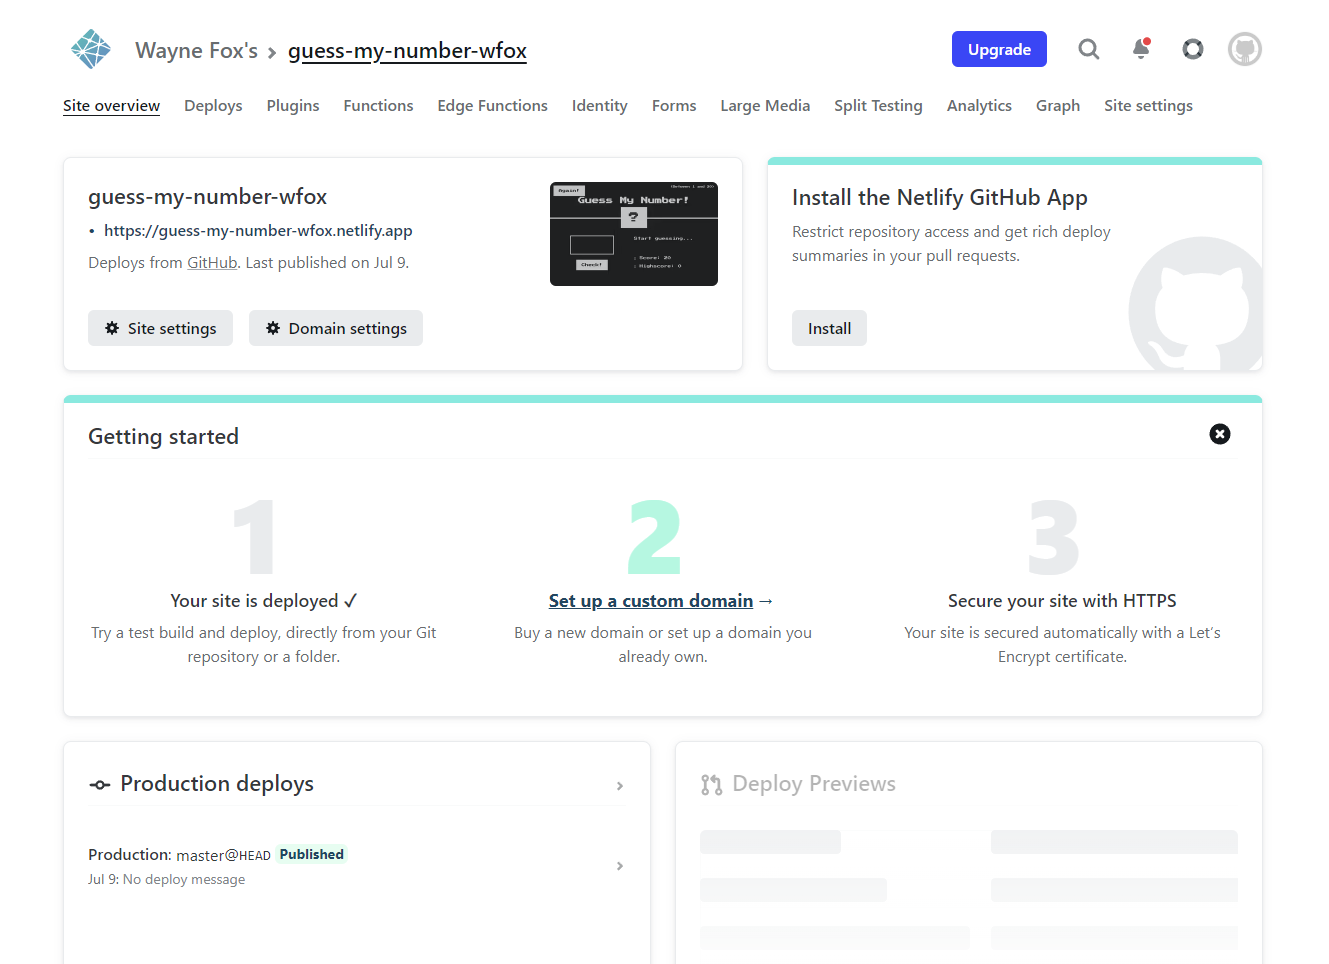 Wayne Fox's > guess-my-number-wfox
Upgrade
Site overview Deploys Plugins Functions Edge Functions Identity Forms Large Media Split Testing Analytics Graph Site settings
guess-my-number-wfox
• https://guess-my-number-wfox.netlify.app
Deploys from GitHub. Last published on Jul 9.
Site settings
Domain settings
Again!
(Between 1 and 20)
Guess My Number!
?
Start guessing...
Check!
Score: 20
Highscore: 0
Install the Netlify GitHub App
Restrict repository access and get rich deploy
summaries in your pull requests.
Install
Getting started
1
Your site is deployed ✓
Try a test build and deploy, directly from your Git
repository or a folder.
2
Set up a custom domain →
Buy a new domain or set up a domain you
already own.
3
Secure your site with HTTPS
Your site is secured automatically with a Let’s
Encrypt certificate.
Production deploys
Production: master@HEAD Published
Jul 9: No deploy message
Deploy Previews